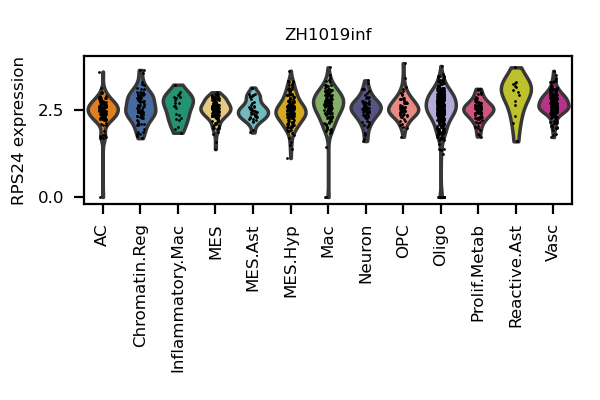 ZH1019inf
RPS24 expression
2.5
0.0
AC
Chromatin.Reg
Inflammatory.Mac
MES
MES.Ast
MES.Hyp
Mac
Neuron
OPC
Oligo
Prolif.Metab
Reactive.Ast
Vasc